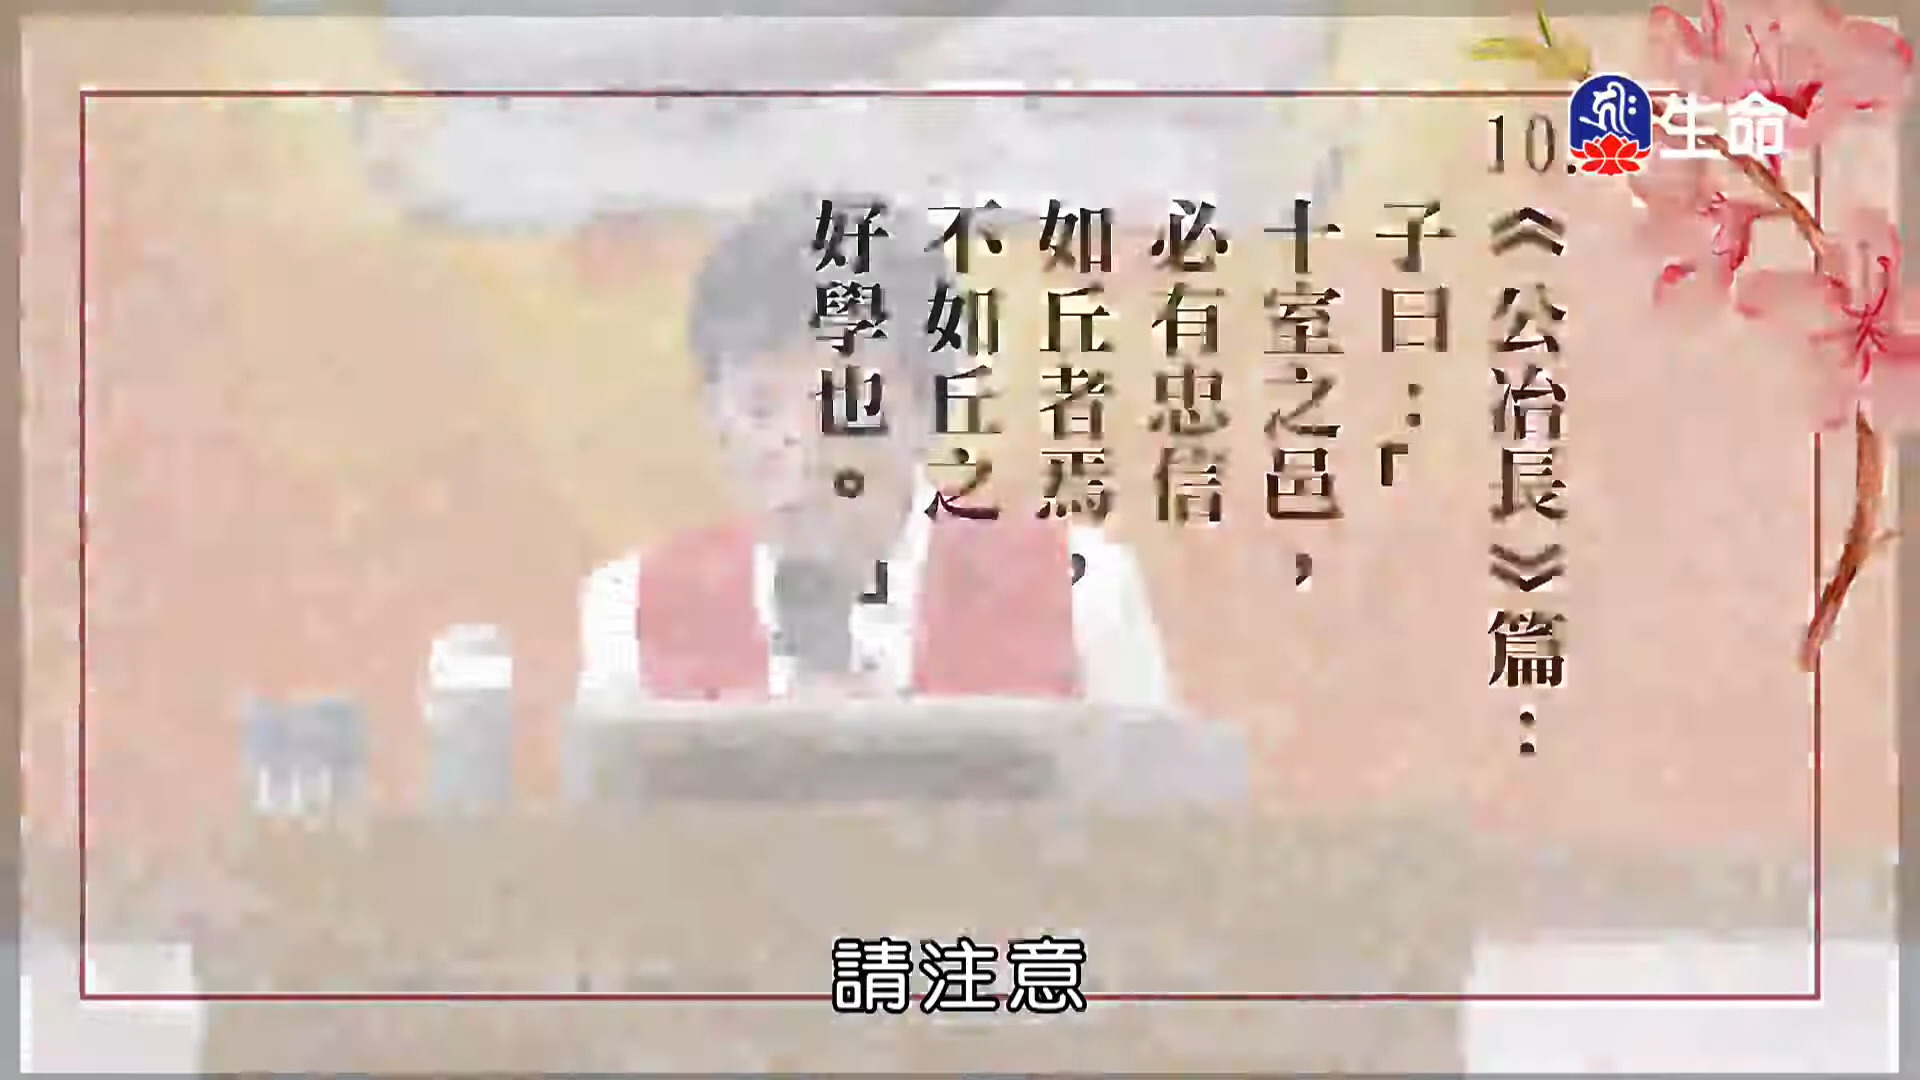 10.
《公冶長》篇：
子曰：「
十室之邑，
必有忠信
如丘者焉，
不如丘之
好學也。」
生命
請注意